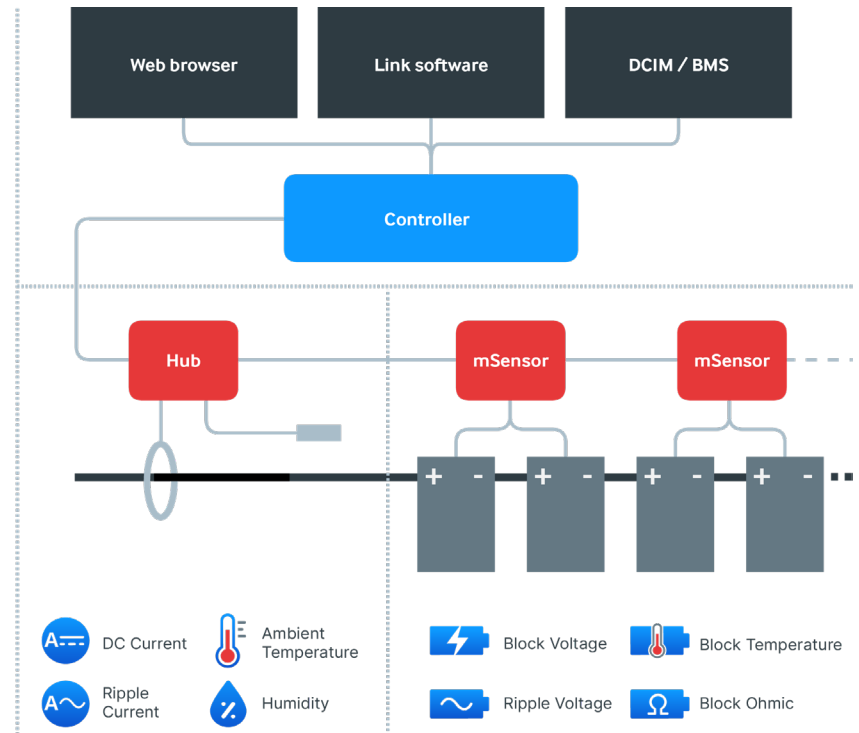 Web browser
Link software
DCIM / BMS
Controller
Hub
mSensor
mSensor
+ -
+ -
+ -
+ -
A
DC Current
Ambient
Temperature
Block Voltage
Block Temperature
A
Ripple
Current
%
Humidity
Ripple Voltage
Ω
Block Ohmic